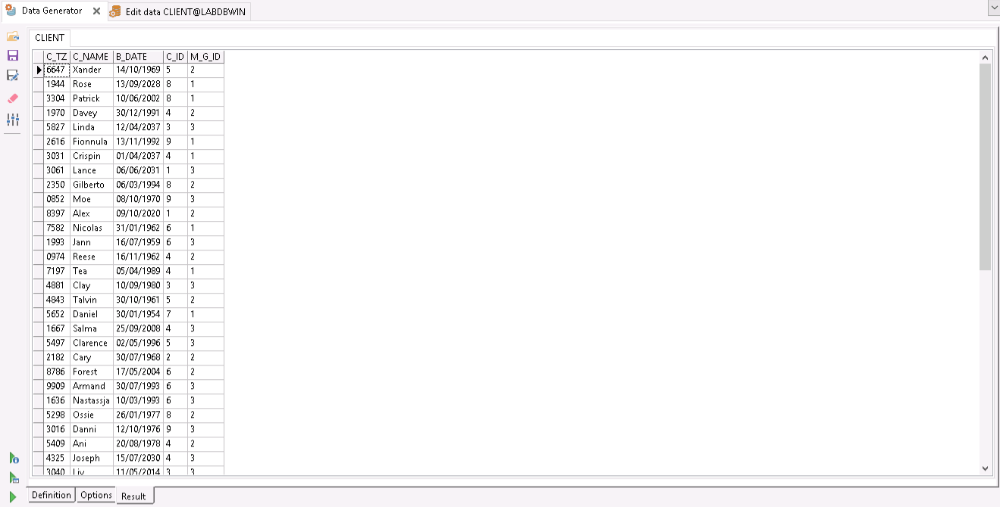 Data Generator Edit data CLIENT@LABDBWIN
CLIENT
C_TZ C_NAME B_DATE C_ID M_G_ID
6647 Xander 14/10/1969 5 2
1944 Rose 13/09/2028 8 1
3304 Patrick 10/06/2002 8 1
1970 Davey 30/12/1991 4 2
5827 Linda 12/04/2037 3 3
2616 Fionnula 13/11/1992 9 1
3031 Crispin 01/04/2037 4 1
3061 Lance 06/06/2031 1 3
2350 Gilberto 06/03/1994 8 2
0852 Moe 08/10/1970 9 3
8397 Alex 09/10/2020 1 2
7582 Nicolas 31/01/1962 6 1
1993 Jann 16/07/1959 6 3
0974 Reese 16/11/1962 4 2
7197 Tea 05/04/1989 4 1
4881 Clay 10/09/1980 3 3
4843 Talvin 30/10/1961 5 2
5652 Daniel 30/01/1954 7 1
1667 Salma 25/09/2008 4 3
5497 Clarence 02/05/1996 5 3
2182 Cary 30/07/1968 2 2
8786 Forest 17/05/2004 6 2
9909 Armand 30/07/1993 6 3
1636 Nastassja 10/03/1993 6 3
5298 Ossie 26/01/1977 8 2
3016 Danni 12/10/1976 9 3
5409 Ani 20/08/1978 4 2
4325 Joseph 15/07/2030 4 3
3040 Liv 11/05/2014 3 3
Definition Options Result